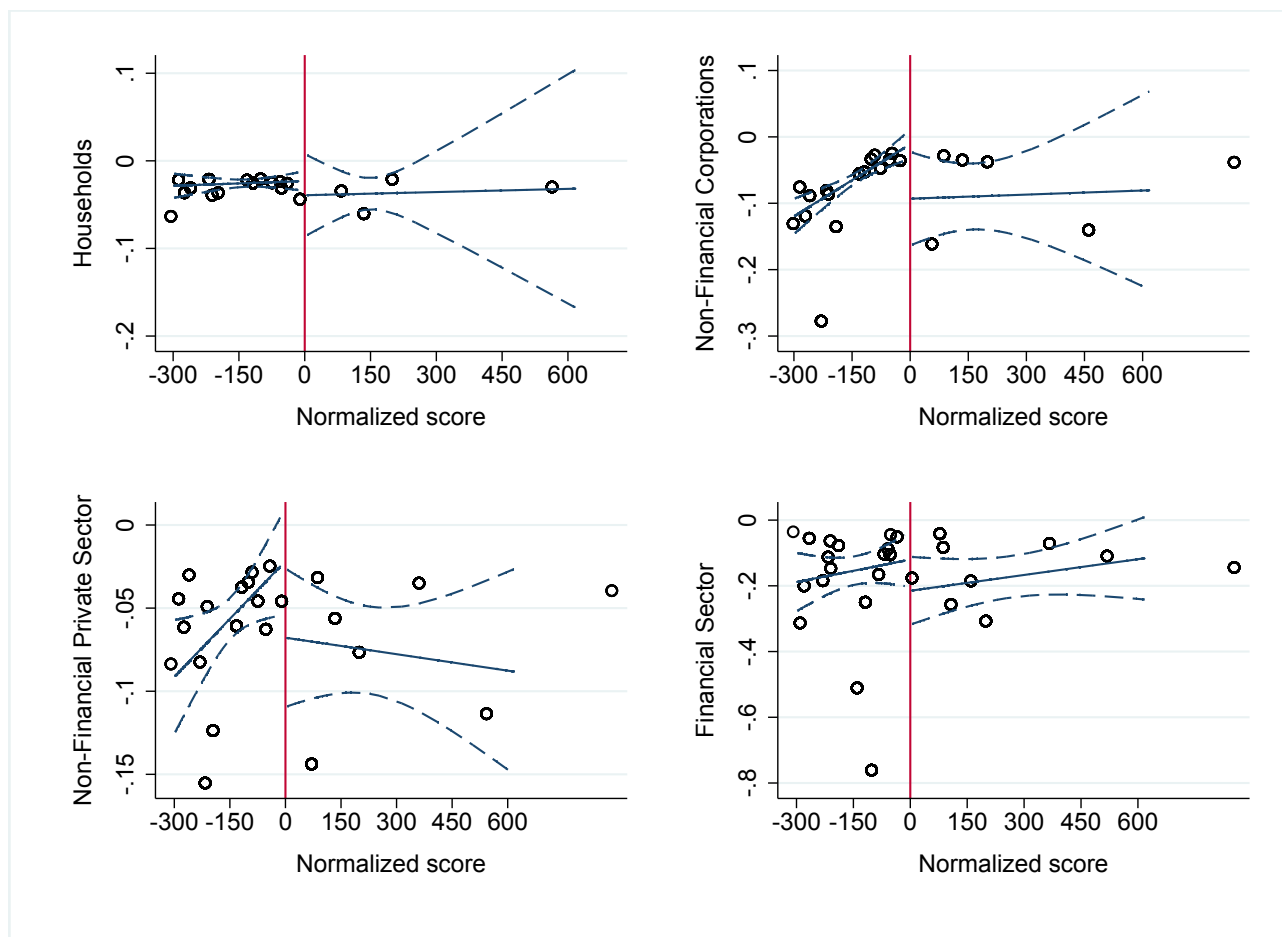 Households
.1
0
-.1
-.2
-300 -150 0 150 300 450 600
Normalized score
Non-Financial Corporations
.1
0
-.1
-.2
-.3
-300 -150 0 150 300 450 600
Normalized score
Non-Financial Private Sector
0
-.05
-.1
-.15
-300 -150 0 150 300 450 600
Normalized score
Financial Sector
0
-.2
-.4
-.6
-.8
-300 -150 0 150 300 450 600
Normalized score